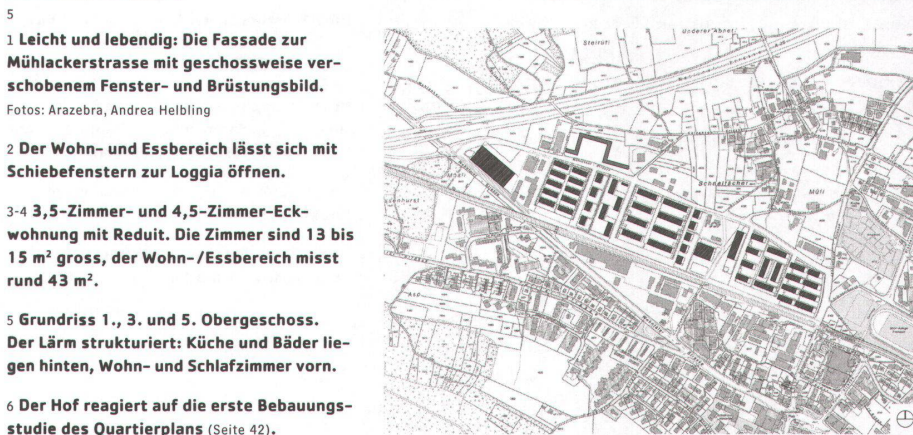 5
1 Leicht und lebendig: Die Fassade zur
Mühlackerstrasse mit geschossweise ver-
schobenem Fenster- und Brüstungsbild.
Fotos: Arazebra, Andrea Helbling
2 Der Wohn- und Essbereich lässt sich mit
Schiebefenstern zur Loggia öffnen.
3-4 3,5-Zimmer- und 4,5-Zimmer-Eck-
wohnung mit Reduit. Die Zimmer sind 13 bis
15 m² gross, der Wohn-/Essbereich misst
rund 43 m².
5 Grundriss 1., 3. und 5. Obergeschoss.
Der Lärm strukturiert: Küche und Bäder lie-
gen hinten, Wohn- und Schlafzimmer vorn.
6 Der Hof reagiert auf die erste Bebauungs-
studie des Quartierplans (Seite 42).
Müli